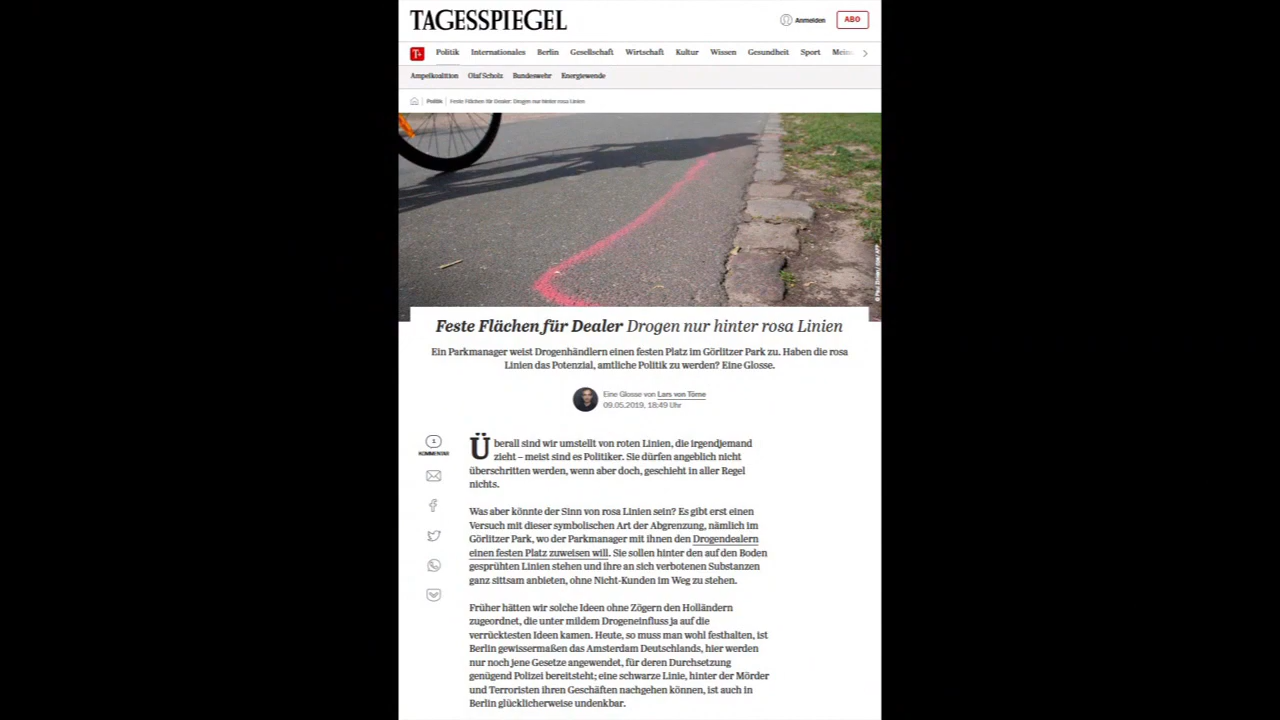 TAGESSPIEGEL
Anmelden
ABO
T+
Politik Internationales Berlin Gesellschaft Wirtschaft Kultur Wissen Gesundheit Sport
Ampelkoalition Olaf Scholz Bundeswehr Energiewende
Politik Feste Flächen für Dealer: Drogen nur hinter rosa Linien
Feste Flächen für Dealer Drogen nur hinter rosa Linien
Ein Parkmanager weist Drogenhändlern einen festen Platz im Görlitzer Park zu. Haben die rosa
Linien das Potenzial, amtliche Politik zu werden? Eine Glosse.
Eine Glosse von Lars von Törne
09.05.2019, 18:49 Uhr
1
KOMMENTAR
Überall sind wir umstellt von roten Linien, die irgendjemand
zieht – meist sind es Politiker. Sie dürfen angeblich nicht
überschritten werden, wenn aber doch, geschieht in aller Regel
nichts.
Was aber könnte der Sinn von rosa Linien sein? Es gibt erst einen
Versuch mit dieser symbolischen Art der Abgrenzung, nämlich im
Görlitzer Park, wo der Parkmanager mit ihnen den Drogendealern
einen festen Platz zuweisen will. Sie sollen hinter den auf den Boden
gesprühten Linien stehen und ihre an sich verbotenen Substanzen
ganz sittsam anbieten, ohne Nicht-Kunden im Weg zu stehen.
Früher hätten wir solche Ideen ohne Zögern den Holländern
zugeordnet, die unter mildem Drogeneinfluss ja auf die
verrücktesten Ideen kamen. Heute, so muss man wohl festhalten, ist
Berlin gewissermaßen das Amsterdam Deutschlands, hier werden
nur noch jene Gesetze angewendet, für deren Durchsetzung
genügend Polizei bereitsteht; eine schwarze Linie, hinter der Mörder
und Terroristen ihren Geschäften nachgehen können, ist auch in
Berlin glücklicherweise undenkbar.